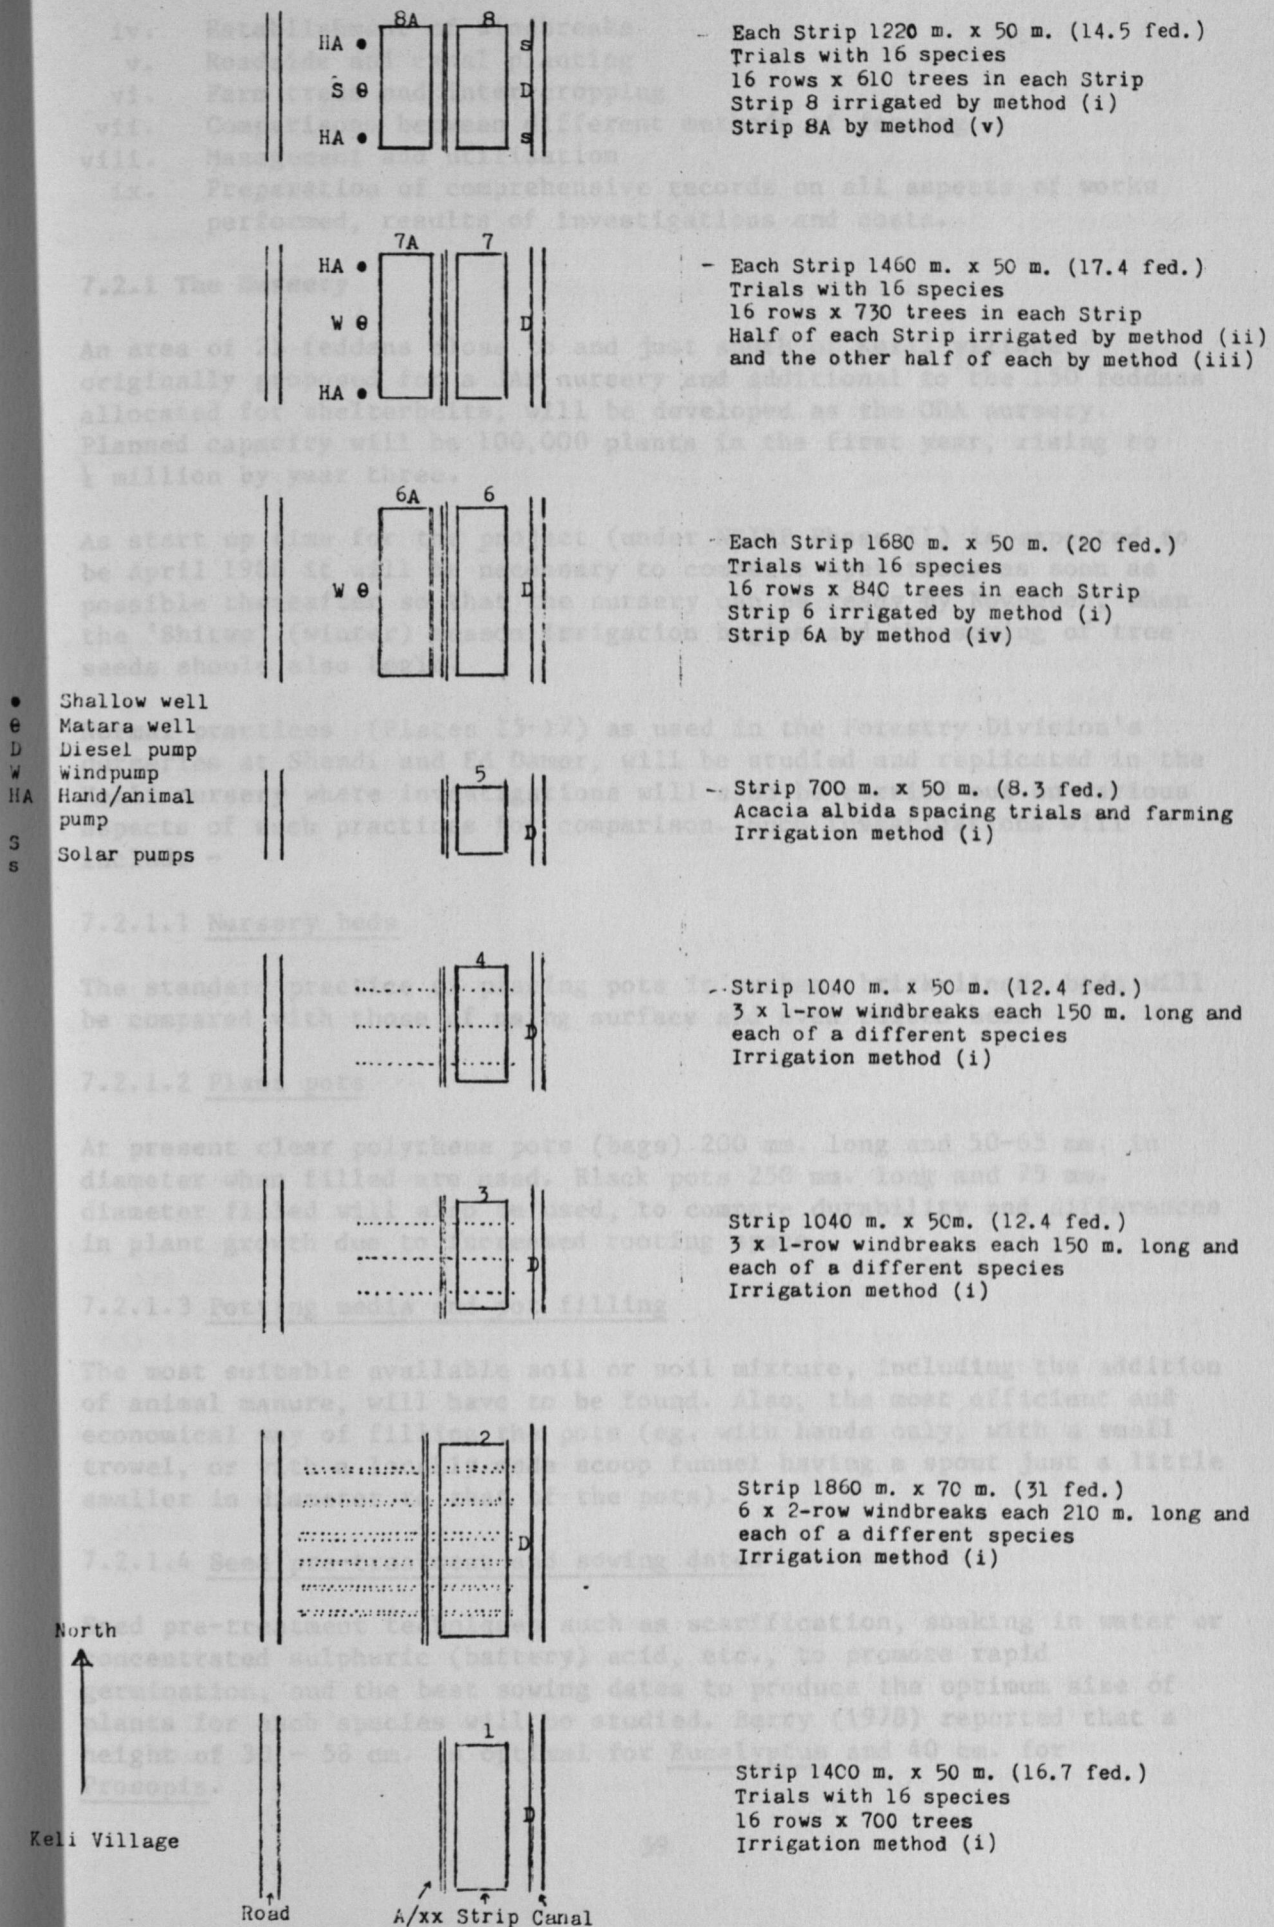 8A 8
HA ● s
S θ D
HA ● s
- Each Strip 1220 m. x 50 m. (14.5 fed.)
Trials with 16 species
16 rows x 610 trees in each Strip
Strip 8 irrigated by method (i)
Strip 8A by method (v)
7A 7
HA ●
W θ D
HA ●
- Each Strip 1460 m. x 50 m. (17.4 fed.)
Trials with 16 species
16 rows x 730 trees in each Strip
Half of each Strip irrigated by method (ii)
and the other half of each by method (iii)
6A 6
W θ D
- Each Strip 1680 m. x 50 m. (20 fed.)
Trials with 16 species
16 rows x 840 trees in each Strip
Strip 6 irrigated by method (i)
Strip 6A by method (iv)
● Shallow well
θ Matara well
D Diesel pump
W Windpump
HA Hand/animal
pump
S
s Solar pumps
5
D
- Strip 700 m. x 50 m. (8.3 fed.)
Acacia albida spacing trials and farming
Irrigation method (i)
4
D
- Strip 1040 m. x 50 m. (12.4 fed.)
3 x 1-row windbreaks each 150 m. long and
each of a different species
Irrigation method (i)
3
D
Strip 1040 m. x 50m. (12.4 fed.)
3 x 1-row windbreaks each 150 m. long and
each of a different species
Irrigation method (i)
2
D
Strip 1860 m. x 70 m. (31 fed.)
6 x 2-row windbreaks each 210 m. long and
each of a different species
Irrigation method (i)
North
1
D
Strip 1400 m. x 50 m. (16.7 fed.)
Trials with 16 species
16 rows x 700 trees
Irrigation method (i)
Keli Village
Road A/xx Strip Canal